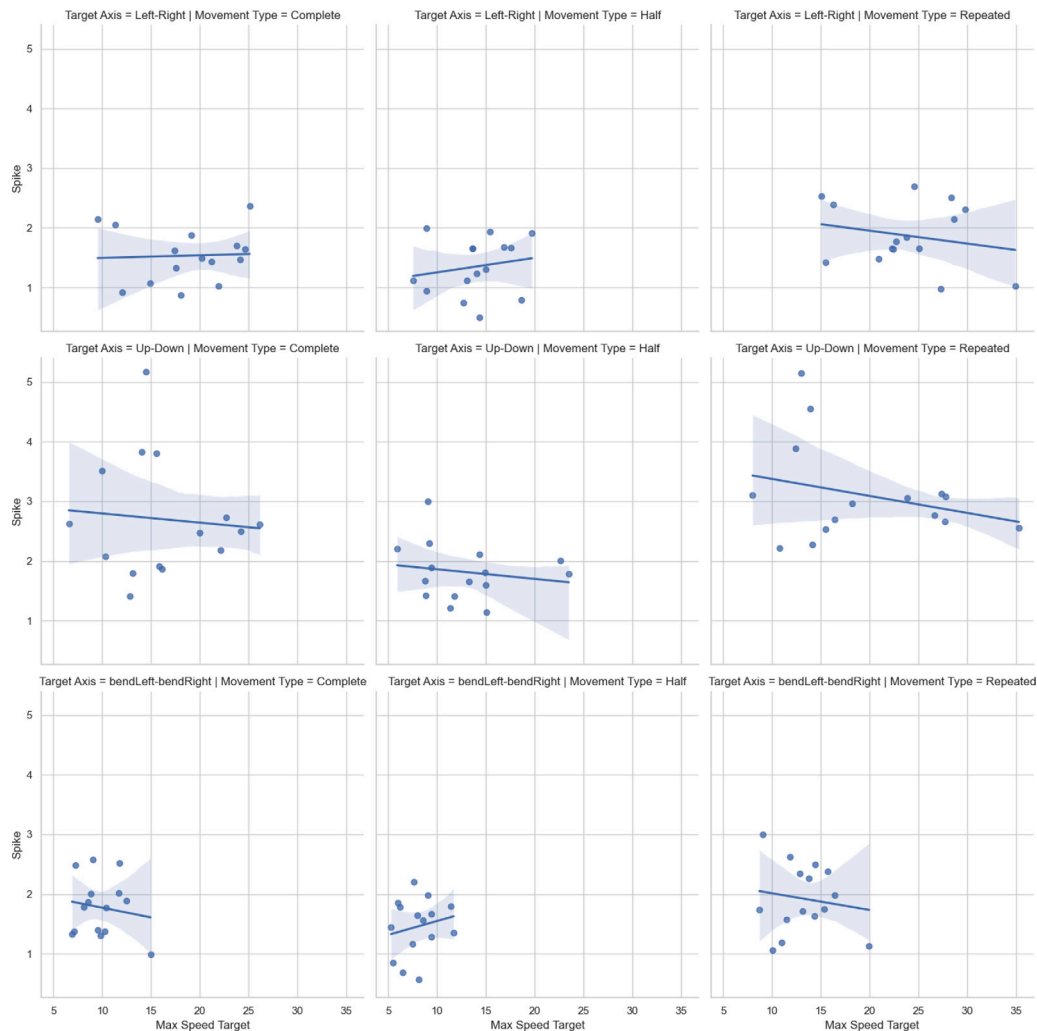 Target Axis = Left-Right | Movement Type = Complete
Target Axis = Left-Right | Movement Type = Half
Target Axis = Left-Right | Movement Type = Repeated
5
4
3
2
1
Spike
Target Axis = Up-Down | Movement Type = Complete
Target Axis = Up-Down | Movement Type = Half
Target Axis = Up-Down | Movement Type = Repeated
5
4
3
2
1
Spike
Target Axis = bendLeft-bendRight | Movement Type = Complete
Target Axis = bendLeft-bendRight | Movement Type = Half
Target Axis = bendLeft-bendRight | Movement Type = Repeated
5
4
3
2
1
Spike
5 10 15 20 25 30 35
5 10 15 20 25 30 35
5 10 15 20 25 30 35
Max Speed Target
Max Speed Target
Max Speed Target